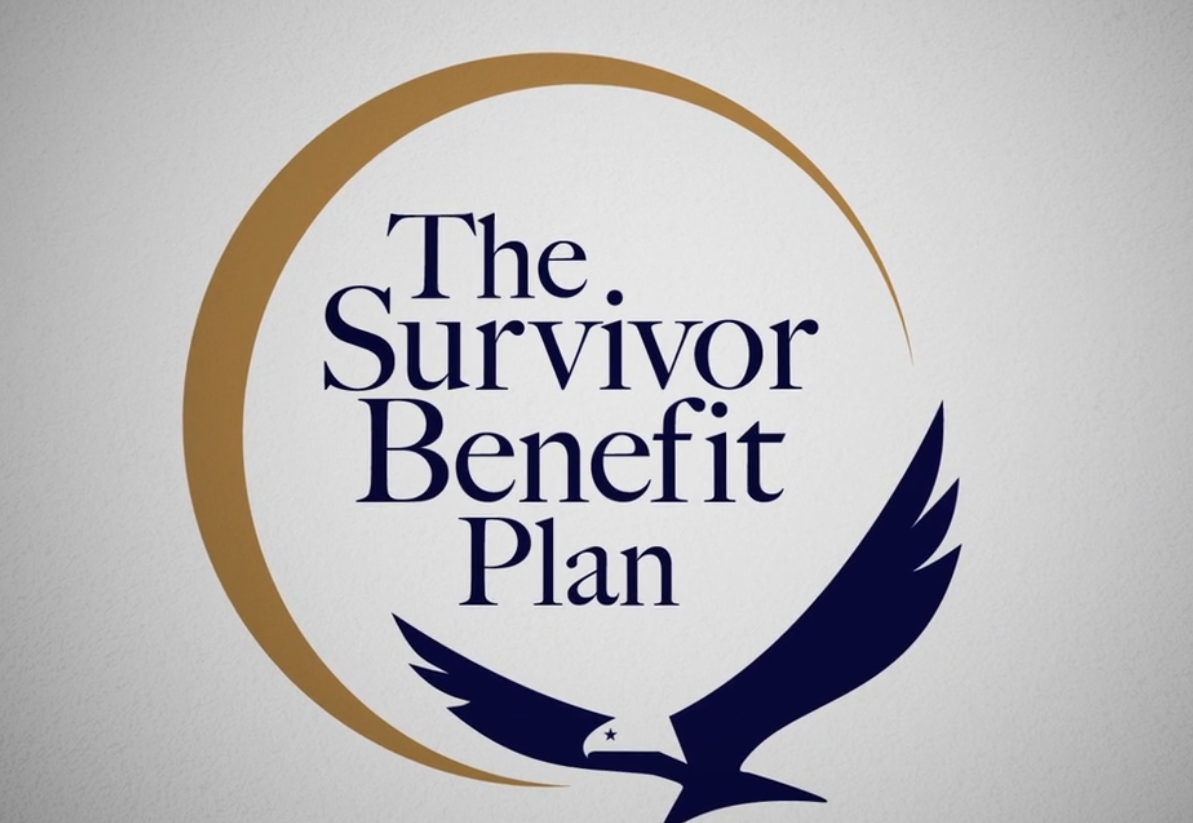 The
Survivor
Benefit
Plan